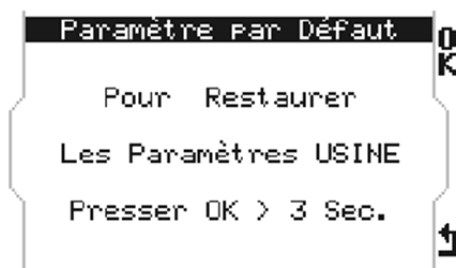 Paramètre par Défaut
OK
Pour Restaurer
Les Paramètres USINE
Presser OK > 3 Sec.